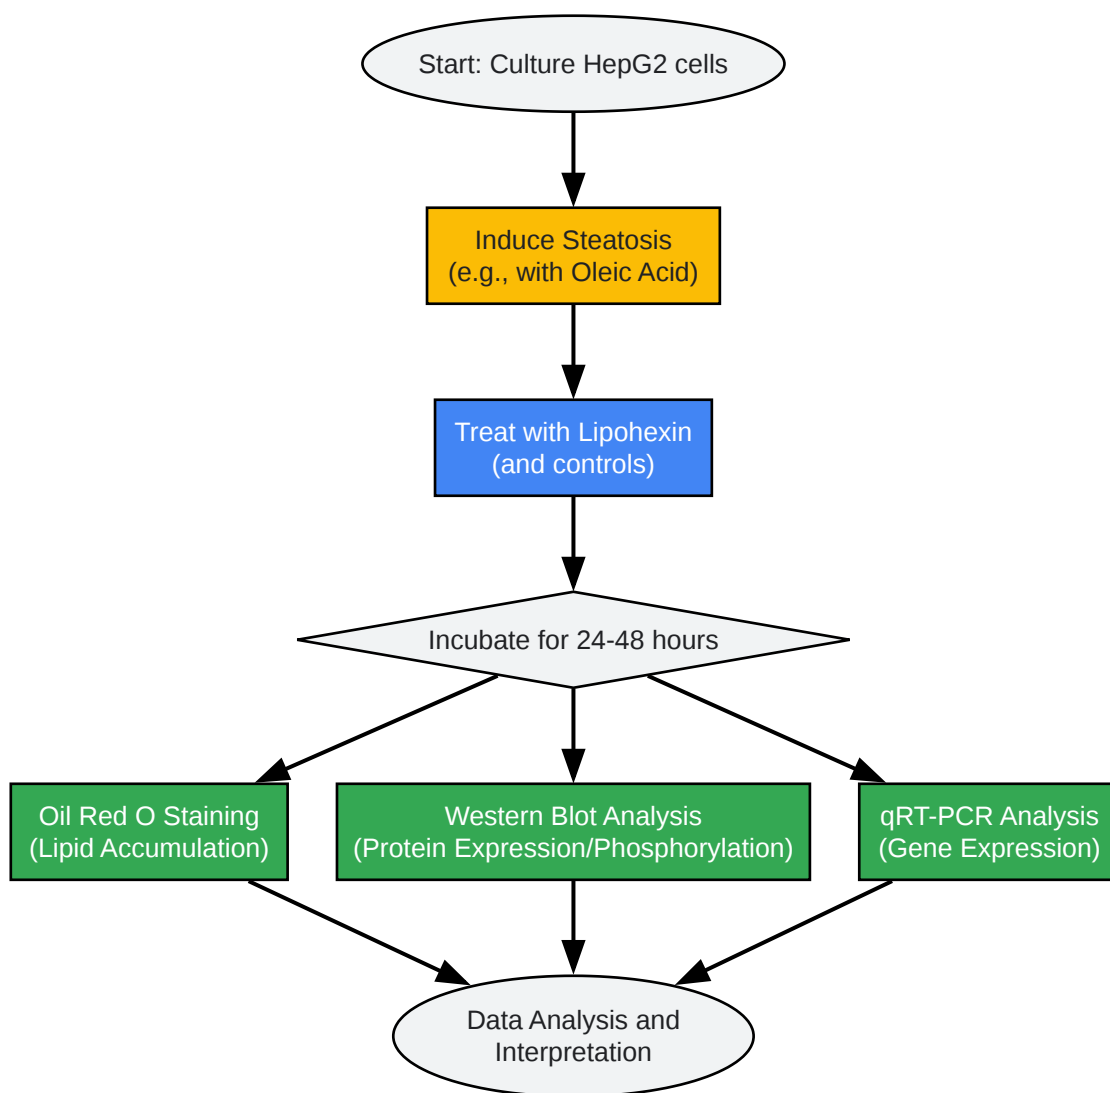 Start: Culture HepG2 cells
Induce Steatosis
(e.g., with Oleic Acid)
Treat with Lipohexin
(and controls)
Incubate for 24-48 hours
Oil Red O Staining
(Lipid Accumulation)
Western Blot Analysis
(Protein Expression/Phosphorylation)
qRT-PCR Analysis
(Gene Expression)
Data Analysis and
Interpretation